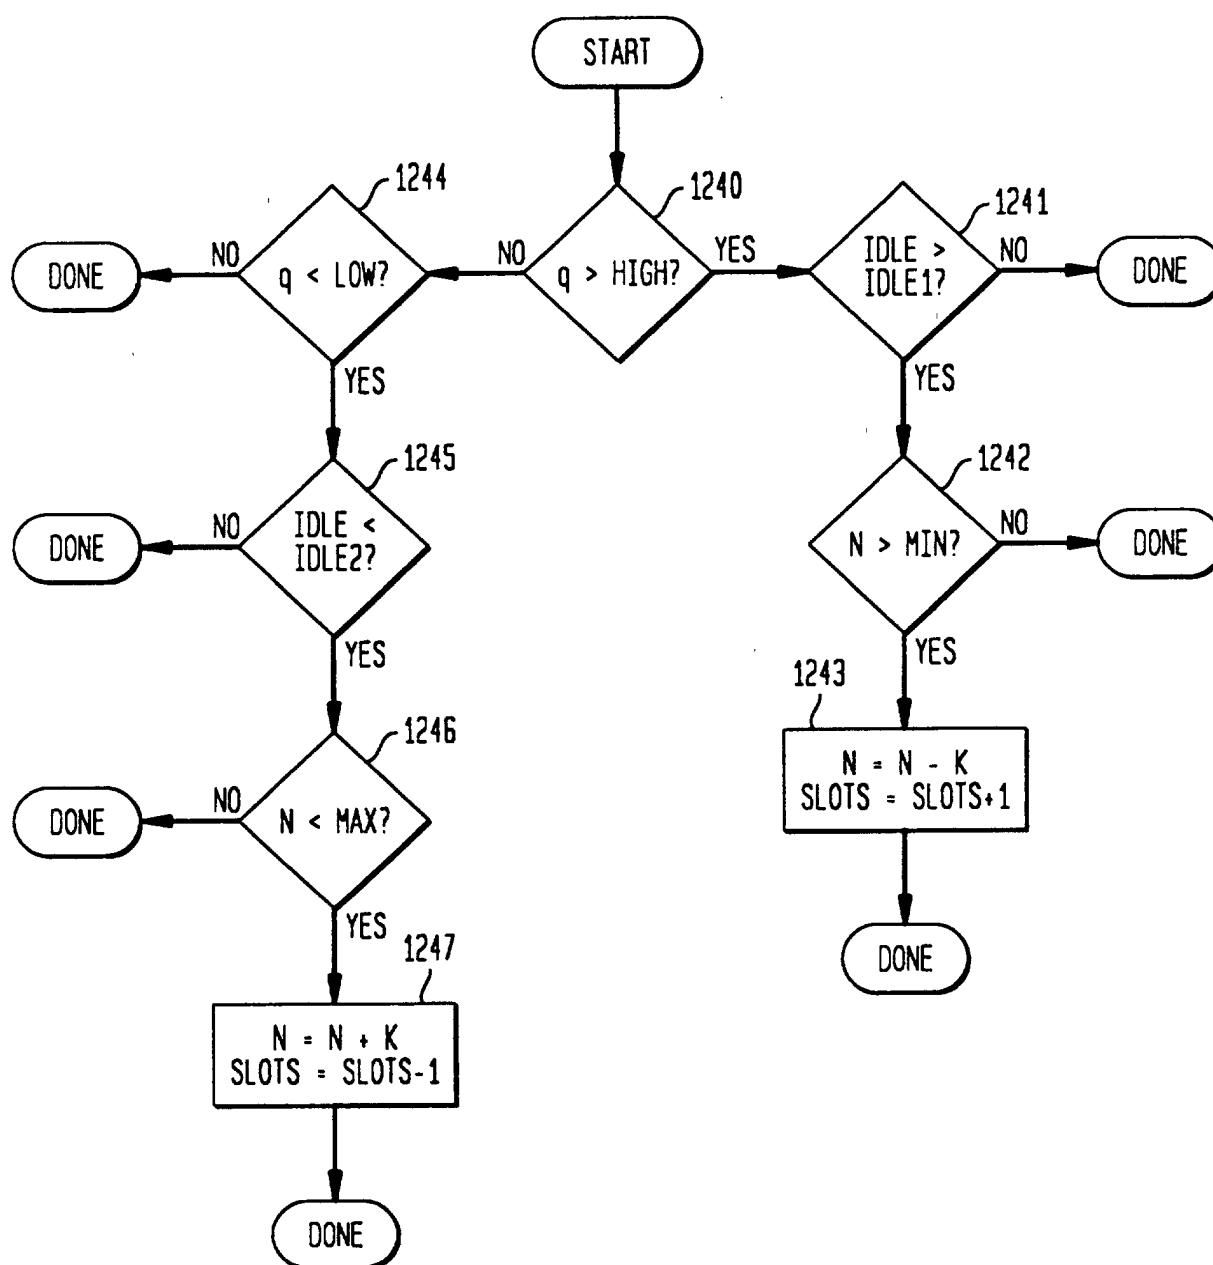 START
1244
1240
1241
DONE
NO
q < LOW?
NO
q > HIGH?
YES
IDLE >
IDLE1?
NO
DONE
YES
YES
1245
1242
DONE
NO
IDLE <
IDLE2?
N > MIN?
NO
DONE
YES
YES
1246
1243
DONE
NO
N < MAX?
N = N - K
SLOTS = SLOTS+1
YES
1247
DONE
N = N + K
SLOTS = SLOTS-1
DONE